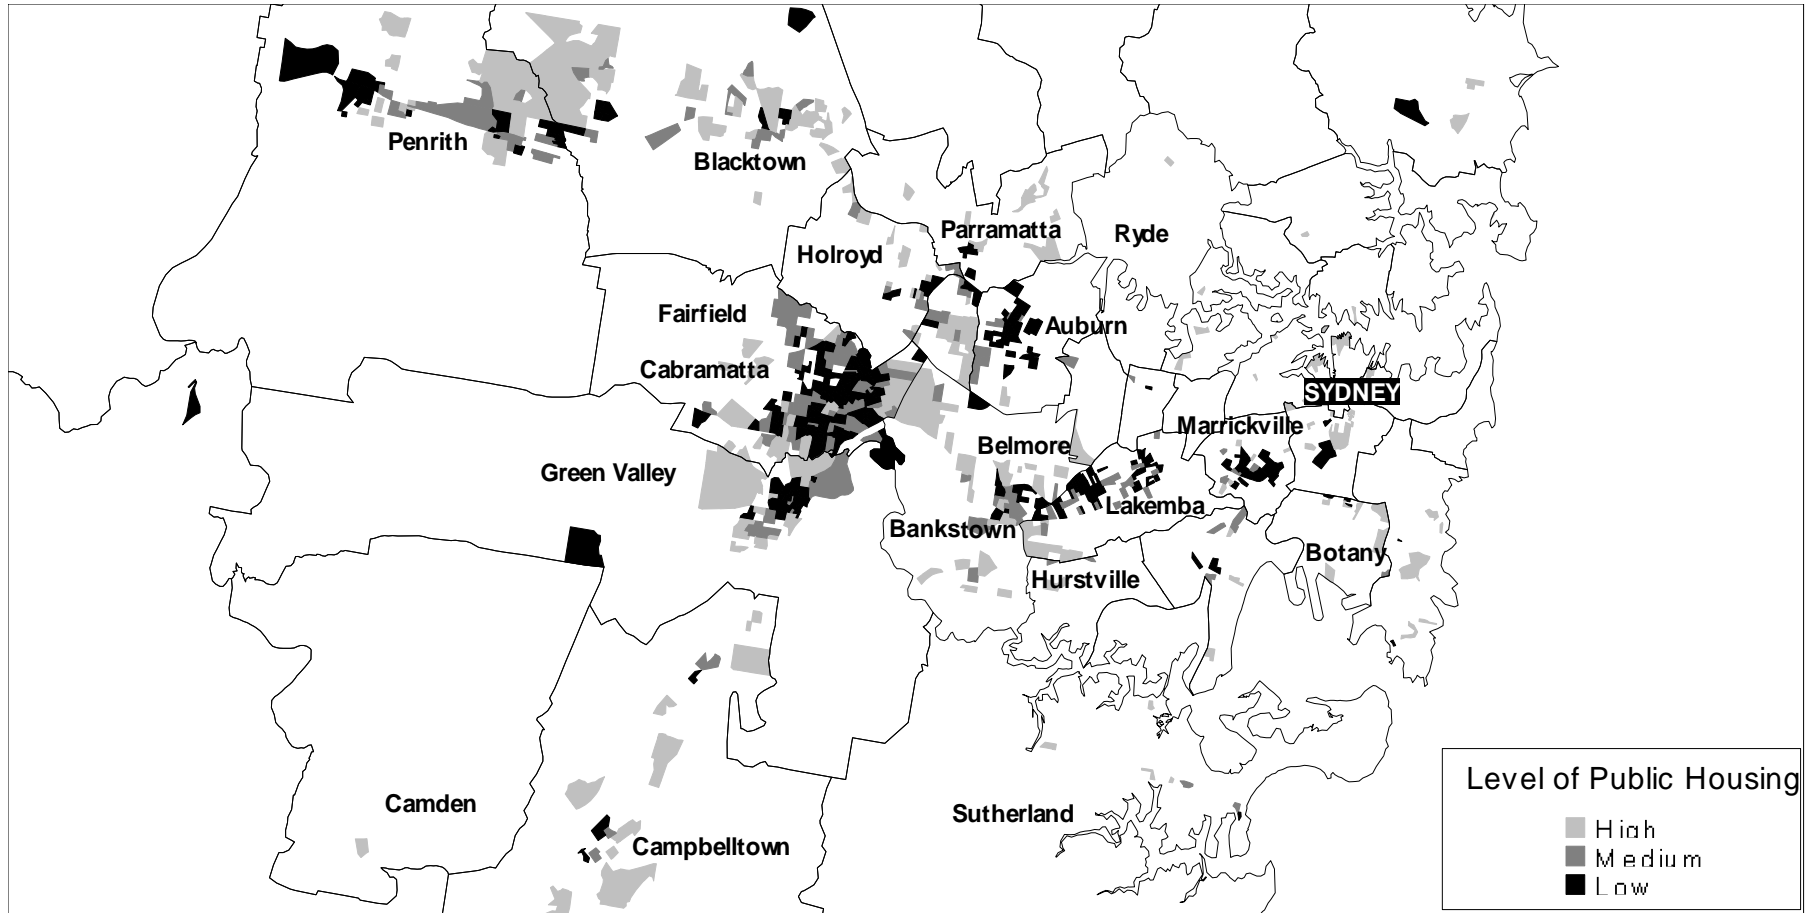 Penrith
Blacktown
Parramatta
Ryde
Holroyd
Fairfield
Auburn
Cabramatta
SYDNEY
Marrickville
Belmore
Green Valley
Lakemba
Bankstown
Botany
Hurstville
Level of Public Housing
High
Medium
Low
Camden
Sutherland
Campbelltown